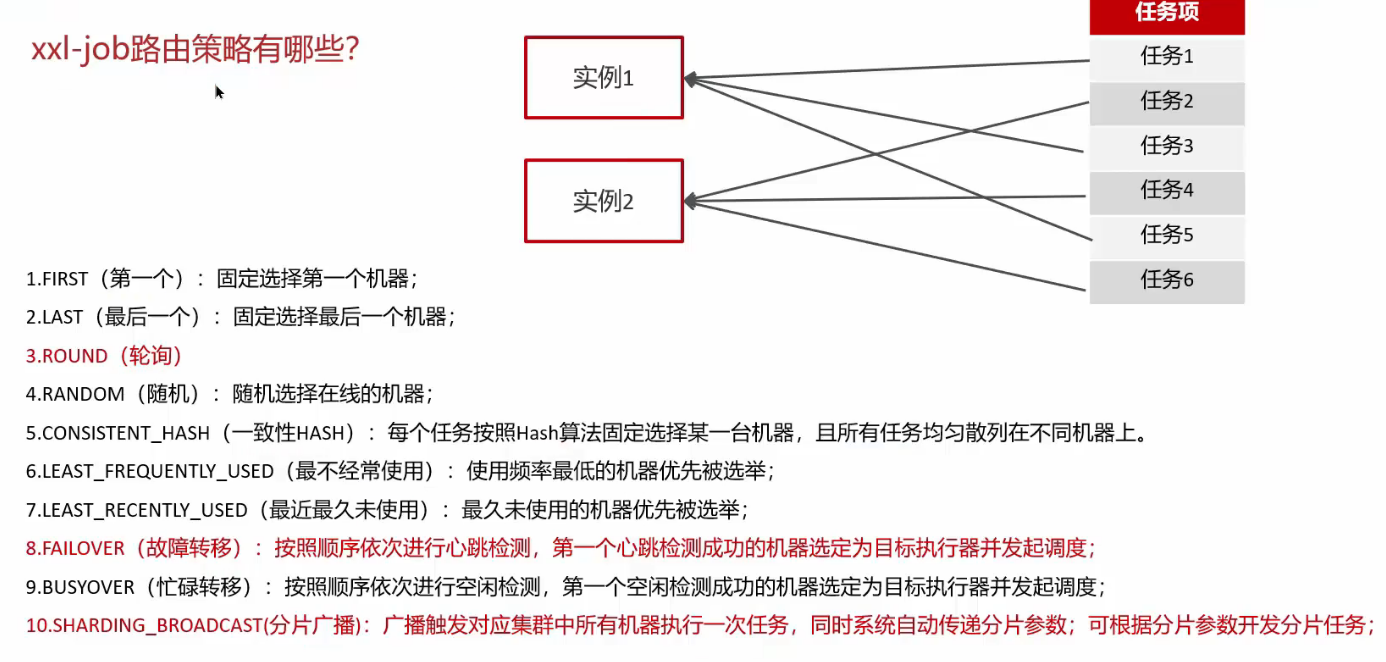 xxl-job路由策略有哪些？
实例1
实例2
任务项
任务1
任务2
任务3
任务4
任务5
任务6
1.FIRST（第一个）：固定选择第一个机器；
2.LAST（最后一个）：固定选择最后一个机器；
3.ROUND（轮询）
4.RANDOM（随机）：随机选择在线的机器；
5.CONSISTENT_HASH（一致性HASH）：每个任务按照Hash算法固定选择某一台机器，且所有任务均匀散列在不同机器上。
6.LEAST_FREQUENTLY_USED（最不经常使用）：使用频率最低的机器优先被选举；
7.LEAST_RECENTLY_USED（最近最久未使用）：最久未使用的机器优先被选举；
8.FAILOVER（故障转移）：按照顺序依次进行心跳检测，第一个心跳检测成功的机器选定为目标执行器并发起调度；
9.BUSYOVER（忙碌转移）：按照顺序依次进行空闲检测，第一个空闲检测成功的机器选定为目标执行器并发起调度；
10.SHARDING_BROADCAST(分片广播)：广播触发对应集群中所有机器执行一次任务，同时系统自动传递分片参数；可根据分片参数开发分片任务；